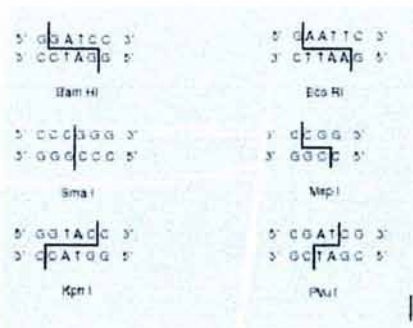 5' GGATCC 3'
3' CCTAGG 5'
Bam HI
5' GAATTC 3'
3' CTTAAG 5'
Eco RI
5' CCCGGG 3'
3' GGGCCC 5'
Sma I
5' CCGG 3'
3' GGCC 5'
Msp I
5' GGTACC 3'
3' CCATGG 5'
Kpn I
5' CGATCG 3'
3' GCTAGC 5'
Pvu I